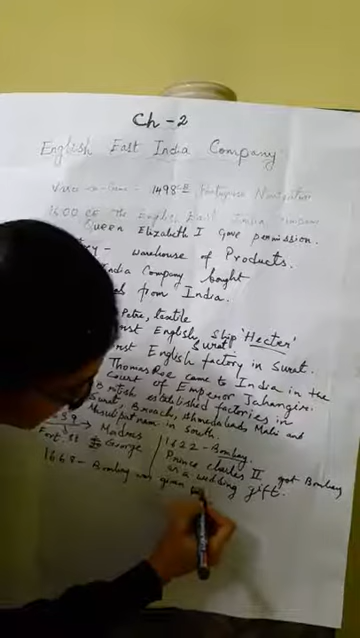 Ch-2
English East India Company
1498 CE Portuguese Navigator
1600 CE The English East India Company
Queen Elizabeth I gave permission.
- warehouse of Products.
India Company bought
from India.
Petre, textile
English Ship 'Hecter'
Surat
English factory in Surat.
Thomas Roe came to India in the
Court of Emperor Jahangir.
British established factories in
Surat, Broach, Ahmedabad, and
Masulipatnam in South.
→ Madras
Fort St George
1622 - Bombay
Prince Charles II got Bombay
as a wedding gift.
1668 - Bombay was given